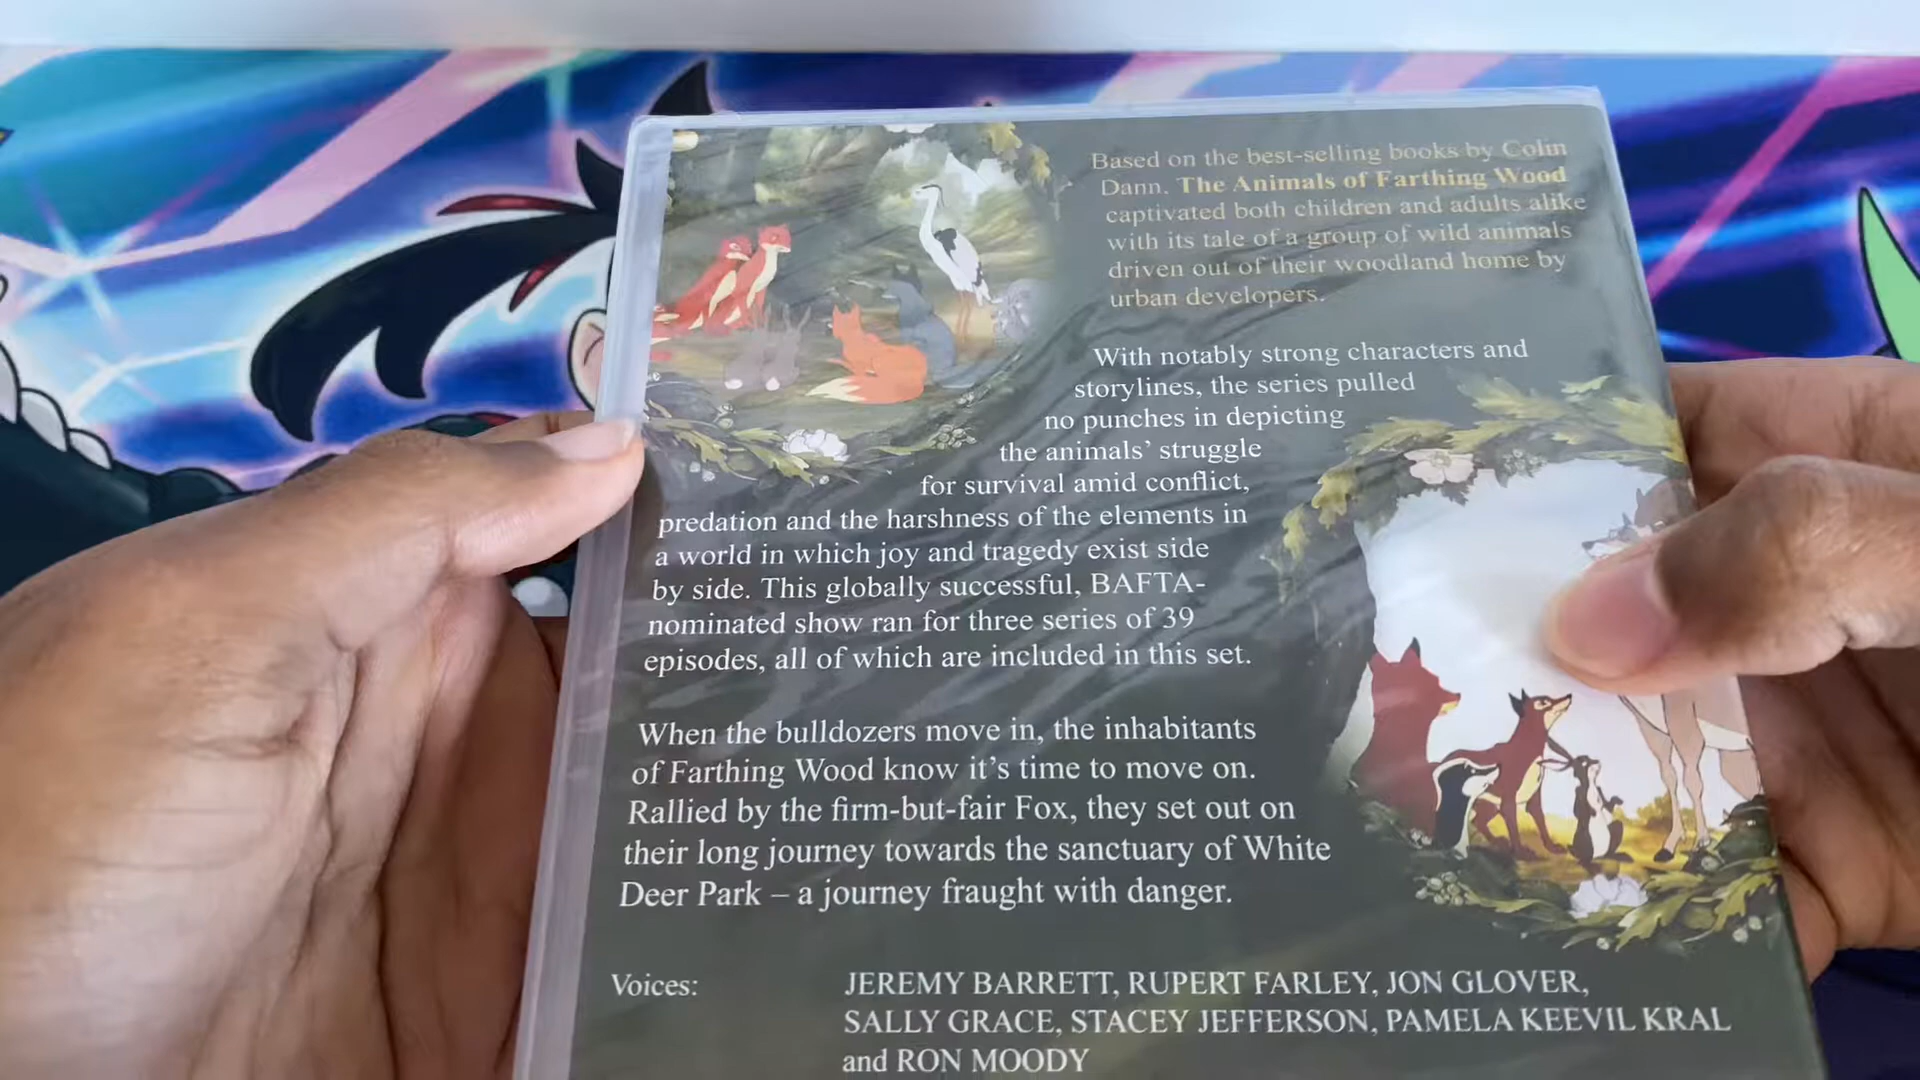 Based on the best-selling books by Colin
Dann. The Animals of Farthing Wood
captivated both children and adults alike
with its tale of a group of wild animals
driven out of their woodland home by
urban developers.
With notably strong characters and
storylines, the series pulled
no punches in depicting
the animals’ struggle
for survival amid conflict,
predation and the harshness of the elements in
a world in which joy and tragedy exist side
by side. This globally successful, BAFTA-
nominated show ran for three series of 39
episodes, all of which are included in this set.
When the bulldozers move in, the inhabitants
of Farthing Wood know it’s time to move on.
Rallied by the firm-but-fair Fox, they set out on
their long journey towards the sanctuary of White
Deer Park – a journey fraught with danger.
Voices: JEREMY BARRETT, RUPERT FARLEY, JON GLOVER,
SALLY GRACE, STACEY JEFFERSON, PAMELA KEEVIL KRAL
and RON MOODY